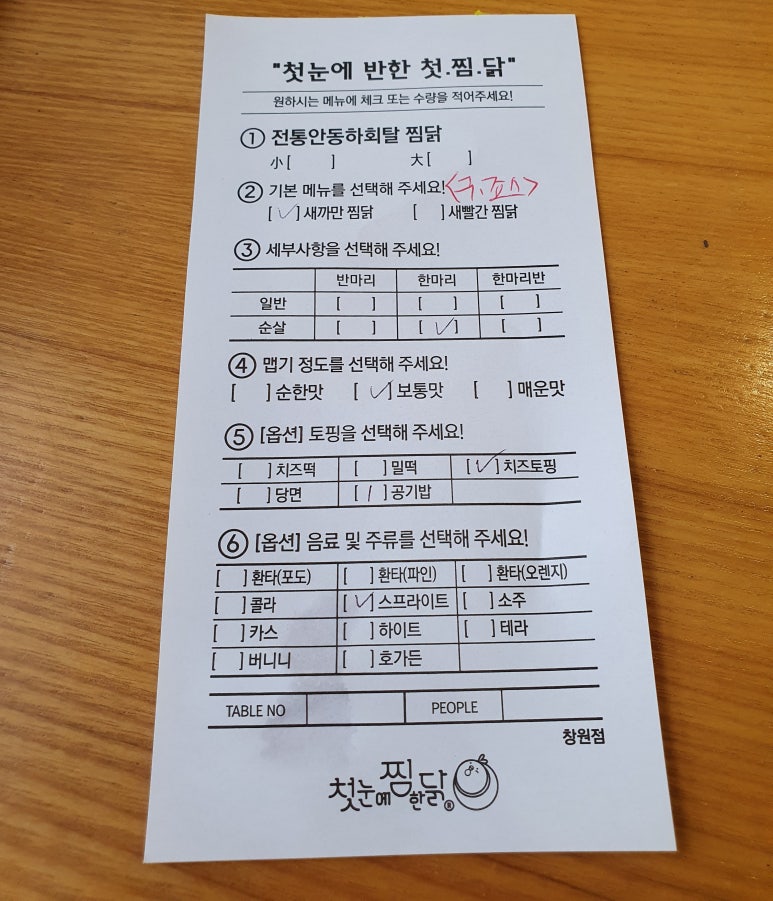 "첫눈에 반한 첫.찜.닭"
원하시는 메뉴에 체크 또는 수량을 적어주세요!
① 전통안동하회탈 찜닭
小 [ ] 大 [ ]
② 기본 메뉴를 선택해 주세요! <구.죠스>
[✓] 새까만 찜닭 [ ] 새빨간 찜닭
③ 세부사항을 선택해 주세요!
반마리 한마리 한마리반
일반 [ ] [ ] [ ]
순살 [ ] [✓] [ ]
④ 맵기 정도를 선택해 주세요!
[ ] 순한맛 [✓] 보통맛 [ ] 매운맛
⑤ [옵션] 토핑을 선택해 주세요!
[ ] 치즈떡 [ ] 밀떡 [✓] 치즈토핑
[ ] 당면 [ / ] 공기밥
⑥ [옵션] 음료 및 주류를 선택해 주세요!
[ ] 환타(포도) [ ] 환타(파인) [ ] 환타(오렌지)
[ ] 콜라 [✓] 스프라이트 [ ] 소주
[ ] 카스 [ ] 하이트 [ ] 테라
[ ] 버니니 [ ] 호가든
TABLE NO PEOPLE
창원점
첫눈에 찜한닭®